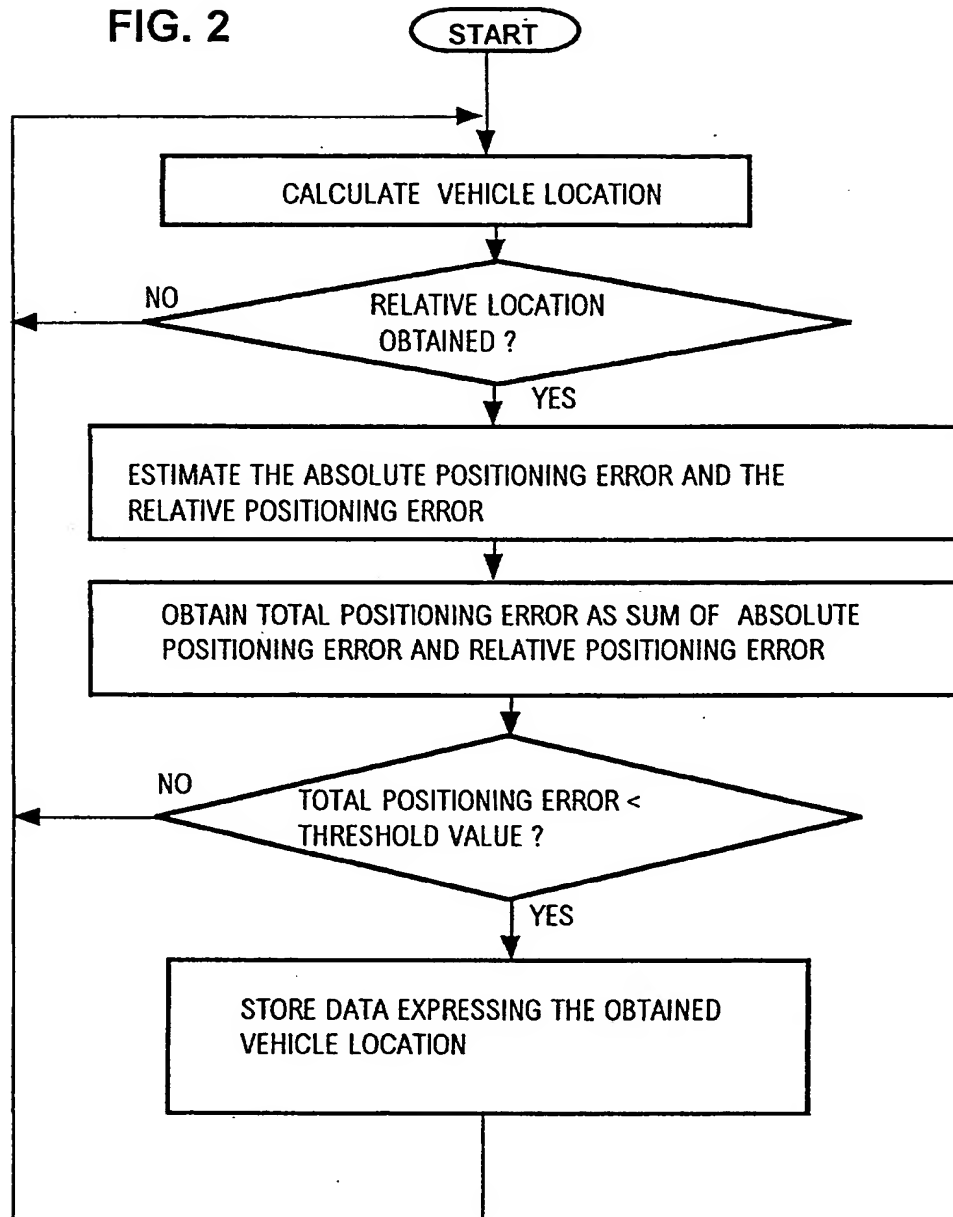 FIG. 2
START
CALCULATE VEHICLE LOCATION
NO
RELATIVE LOCATION
OBTAINED ?
YES
ESTIMATE THE ABSOLUTE POSITIONING ERROR AND THE
RELATIVE POSITIONING ERROR
OBTAIN TOTAL POSITIONING ERROR AS SUM OF ABSOLUTE
POSITIONING ERROR AND RELATIVE POSITIONING ERROR
NO
TOTAL POSITIONING ERROR <
THRESHOLD VALUE ?
YES
STORE DATA EXPRESSING THE OBTAINED
VEHICLE LOCATION